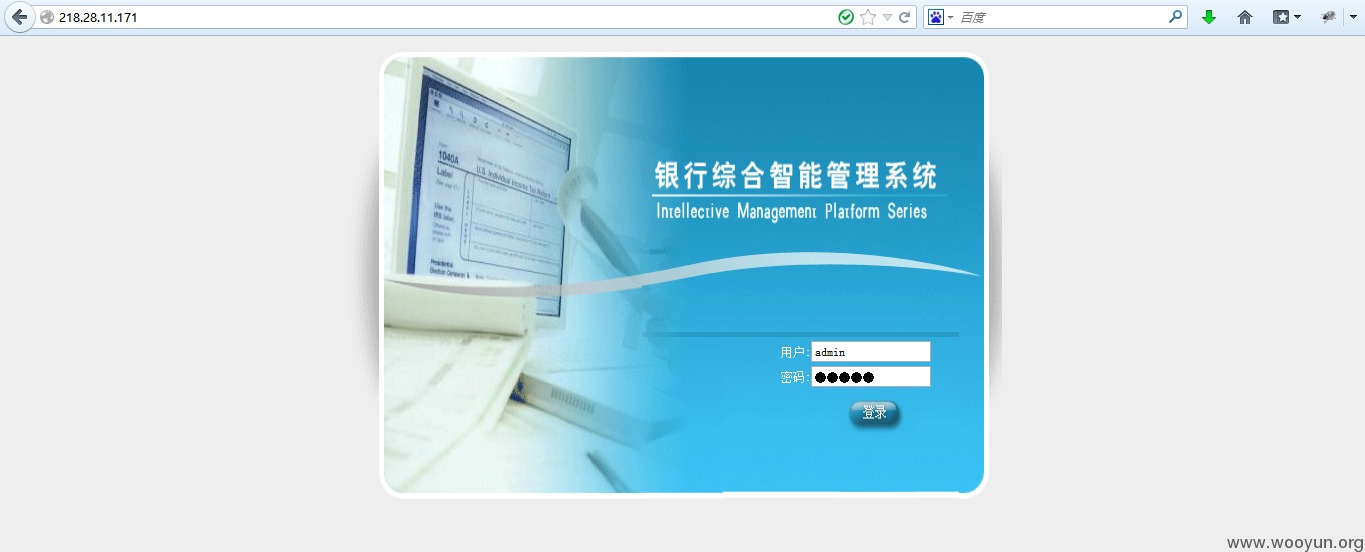 218.28.11.171
百度
1040A
Label
U.S. Individual Income Tax Return
Use the
IRS label.
Presidential
银行综合智能管理系统
Intellective Management Platform Series
用户:
admin
密码:
登录
www.wooyun.org